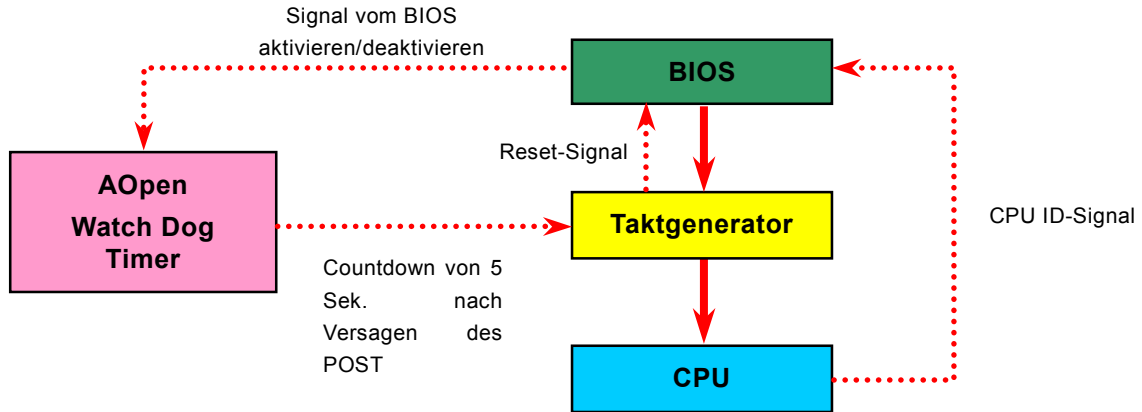 Signal vom BIOS
aktivieren/deaktivieren
BIOS
Reset-Signal
AOpen
Watch Dog
Timer
Taktgenerator
CPU ID-Signal
Countdown von 5
Sek. nach
Versagen des
POST
CPU